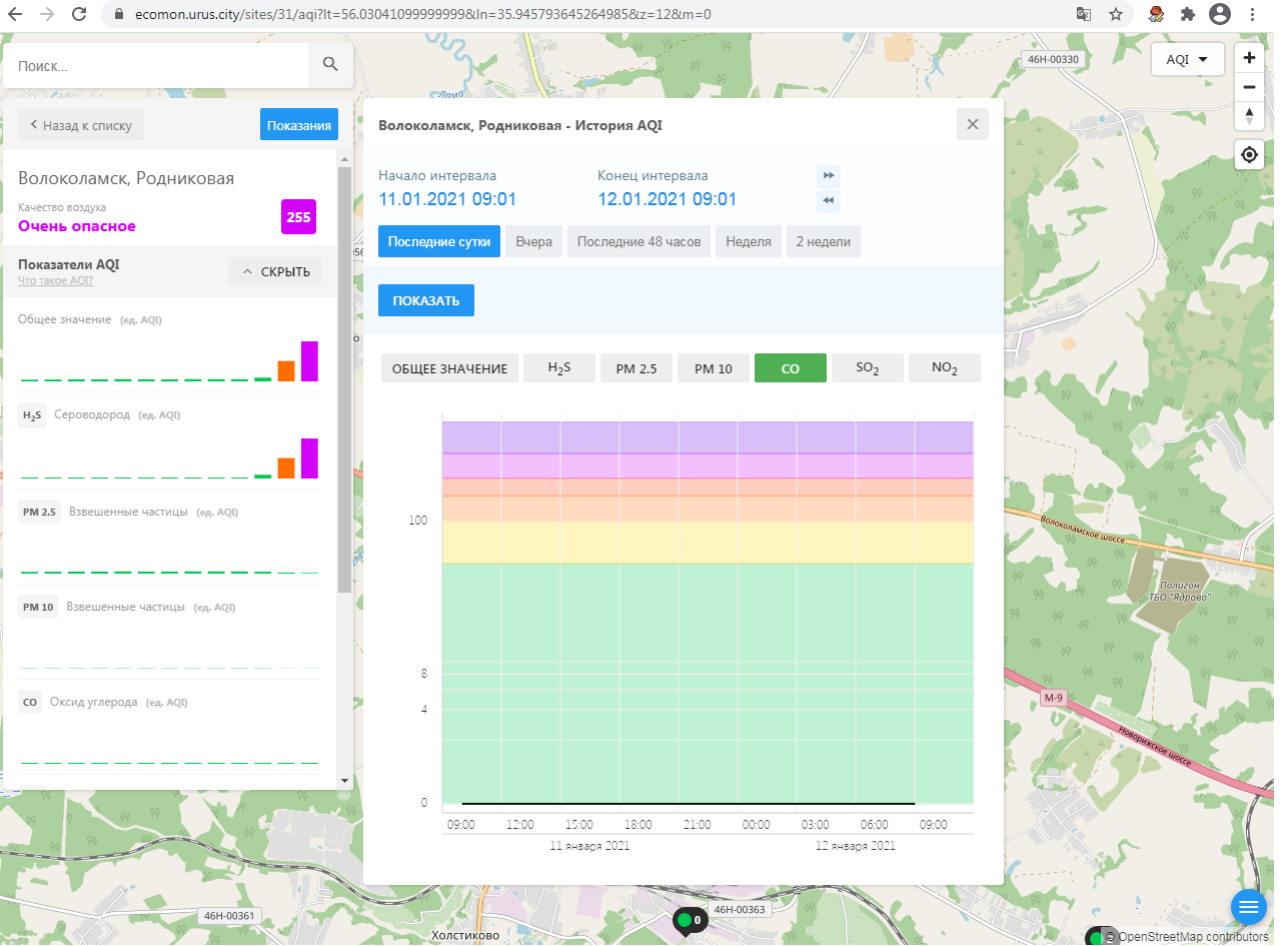 ecomon.urus.city/sites/31/aqi?lt=56.03041099999999&ln=35.945793645264985&z=12&m=0
Поиск...
46Н-00330
AQI
Назад к списку
Показания
Волоколамск, Родниковая - История AQI
Волоколамск, Родниковая
Качество воздуха
Очень опасное
255
Начало интервала
Конец интервала
11.01.2021 09:01
12.01.2021 09:01
Последние сутки
Вчера
Последние 48 часов
Неделя
2 недели
Показатели AQI
Что такое AQI?
СКРЫТЬ
ПОКАЗАТЬ
Общее значение (ед. AQI)
H2S Сероводород (ед. AQI)
PM 2.5 Взвешенные частицы (ед. AQI)
PM 10 Взвешенные частицы (ед. AQI)
CO Оксид углерода (ед. AQI)
ОБЩЕЕ ЗНАЧЕНИЕ
H2S
PM 2.5
PM 10
CO
SO2
NO2
100
8
4
0
09:00 12:00 15:00 18:00 21:00 00:00 03:00 06:00 09:00
11 января 2021
12 января 2021
Волоколамское шоссе
Полигон
ТБО "Ядрово"
М-9
Новорижское шоссе
46Н-00361
46Н-00363
0
Холстиково
© OpenStreetMap contributors